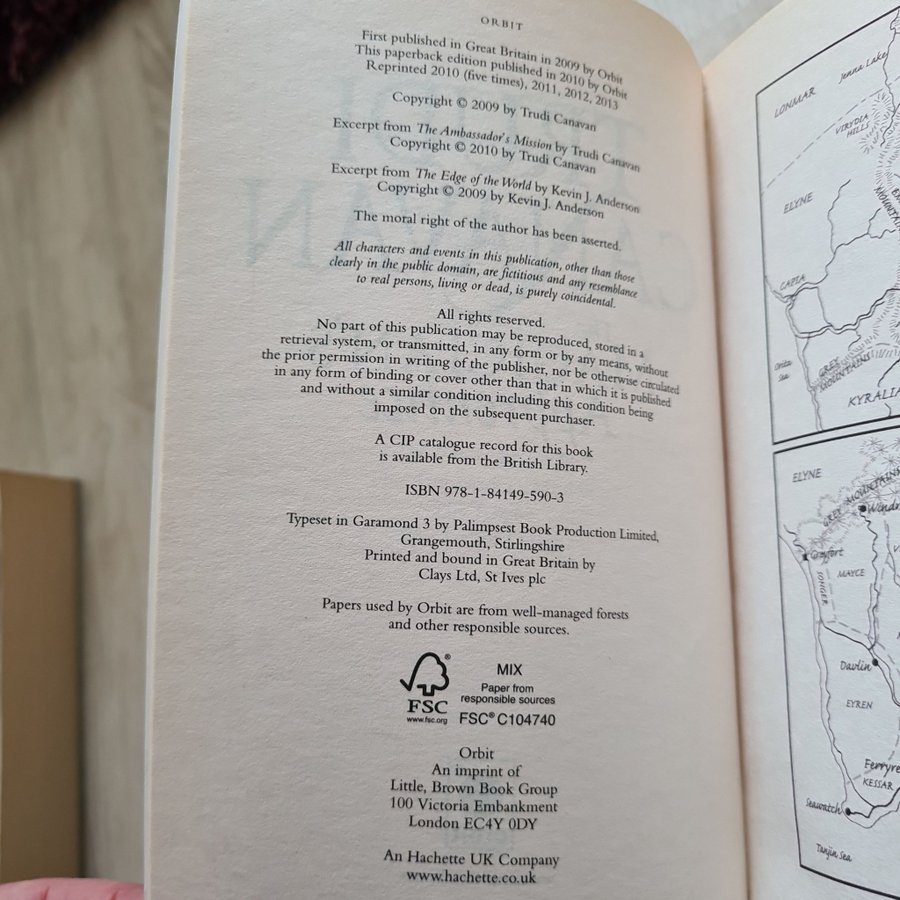 ORBIT
First published in Great Britain in 2009 by Orbit
This paperback edition published in 2010 by Orbit
Reprinted 2010 (five times), 2011, 2012, 2013
Copyright © 2009 by Trudi Canavan
Excerpt from The Ambassador's Mission by Trudi Canavan
Copyright © 2010 by Trudi Canavan
Excerpt from The Edge of the World by Kevin J. Anderson
Copyright © 2009 by Kevin J. Anderson
The moral right of the author has been asserted.
All characters and events in this publication, other than those
clearly in the public domain, are fictitious and any resemblance
to real persons, living or dead, is purely coincidental.
All rights reserved.
No part of this publication may be reproduced, stored in a
retrieval system, or transmitted, in any form or by any means, without
the prior permission in writing of the publisher, nor be otherwise circulated
in any form of binding or cover other than that in which it is published
and without a similar condition including this condition being
imposed on the subsequent purchaser.
A CIP catalogue record for this book
is available from the British Library.
ISBN 978-1-84149-590-3
Typeset in Garamond 3 by Palimpsest Book Production Limited,
Grangemouth, Stirlingshire
Printed and bound in Great Britain by
Clays Ltd, St Ives plc
Papers used by Orbit are from well-managed forests
and other responsible sources.
FSC®
www.fsc.org
MIX
Paper from
responsible sources
FSC® C104740
Orbit
An imprint of
Little, Brown Book Group
100 Victoria Embankment
London EC4Y 0DY
An Hachette UK Company
www.hachette.co.uk
Jenna Lake
LONMAR
VIRYDIA
HILLS
ELYNE
CAPIA
Sea
GREY
MOUNTAINS
KYRALIA
ELYNE
GREY MOUNTAINS
Greyfort
SONGER
MAYCE
Davlin
EYREN
KESSAR
Seawatch
Tanjin Sea